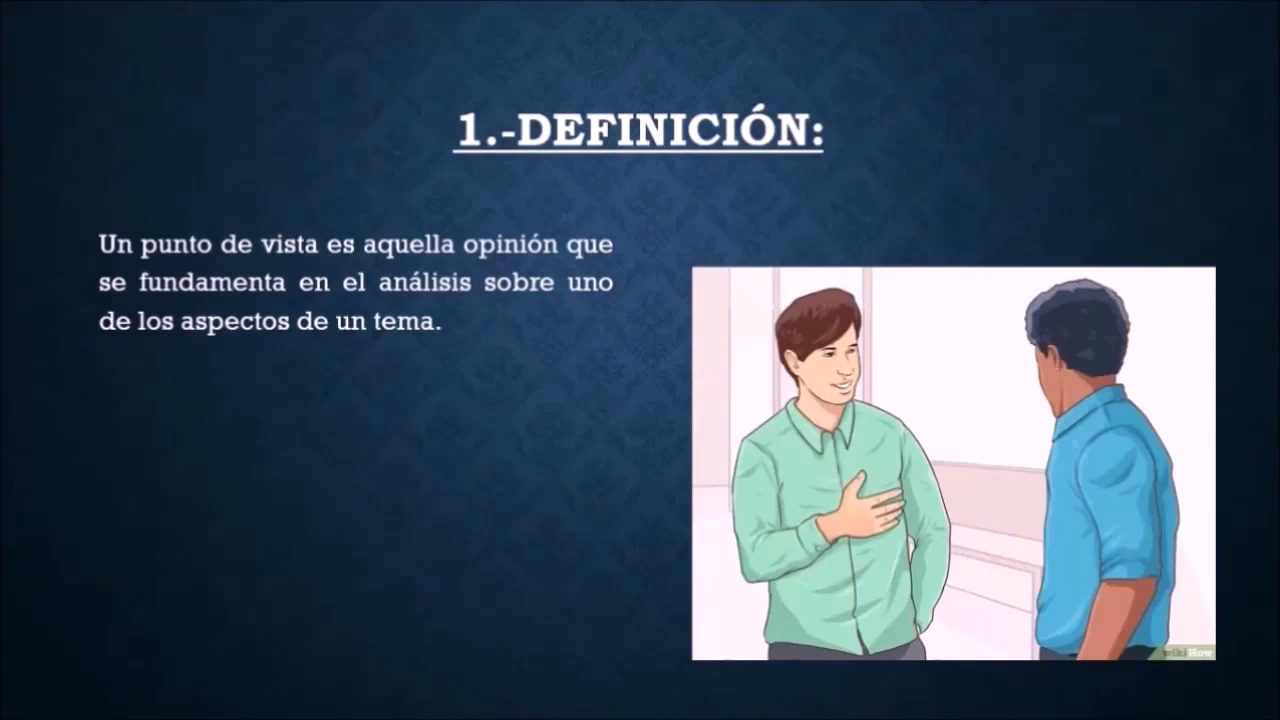 1.-DEFINICIÓN:
Un punto de vista es aquella opinión que
se fundamenta en el análisis sobre uno
de los aspectos de un tema.
wikiHow